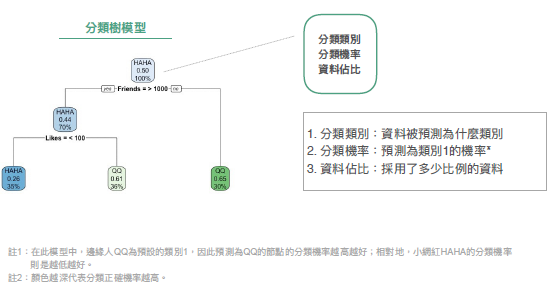 分類樹模型
分類類別
分類機率
資料佔比
HAHA
0.50
100%
yes Friends = > 1000 no
HAHA
0.44
70%
Likes = < 100
HAHA
0.26
35%
QQ
0.61
36%
QQ
0.65
30%
1. 分類類別：資料被預測為什麼類別
2. 分類機率：預測為類別1的機率*
3. 資料佔比：採用了多少比例的資料
註1：在此模型中，邊緣人QQ為預設的類別1，因此預測為QQ的節點的分類機率越高越好；相對地，小網紅HAHA的分類機率
則是越低越好。
註2：顏色越深代表分類正確機率越高。